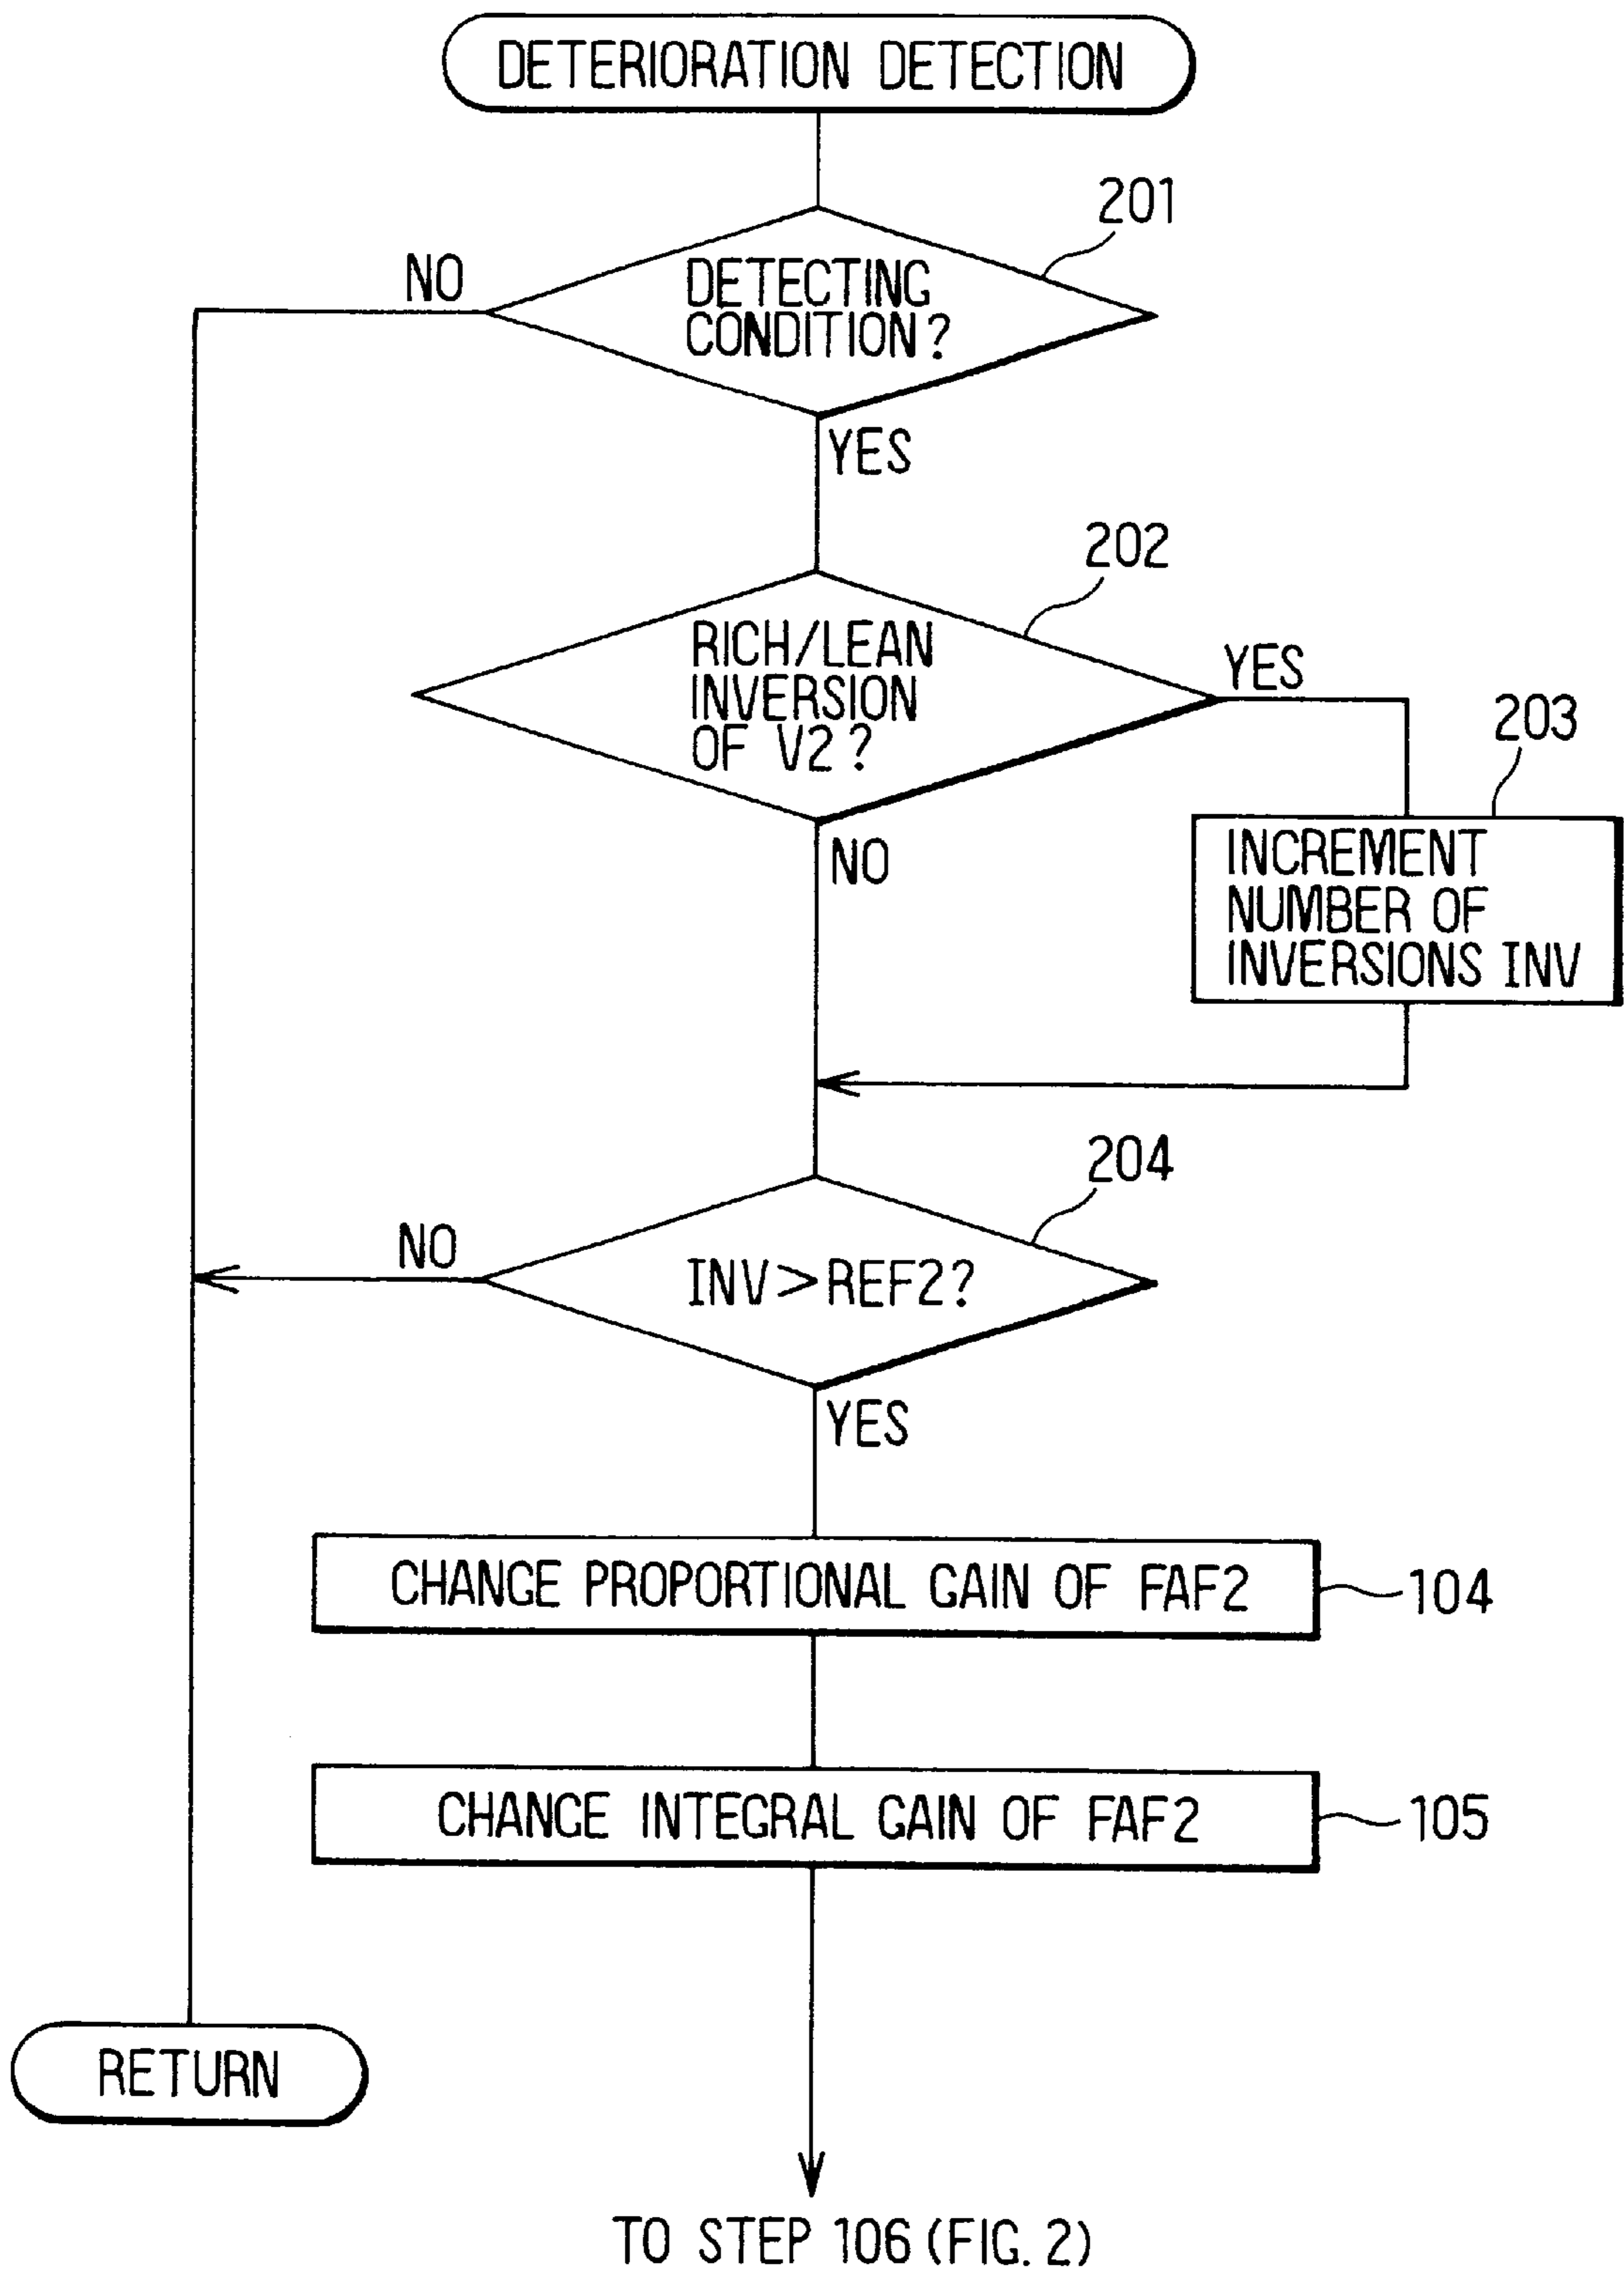 DETERIORATION DETECTION
201
NO
DETECTING
CONDITION?
YES
202
RICH/LEAN
INVERSION
OF V2?
YES
203
NO
INCREMENT
NUMBER OF
INVERSIONS INV
204
NO
INV>REF2?
YES
CHANGE PROPORTIONAL GAIN OF FAF2
104
CHANGE INTEGRAL GAIN OF FAF2
105
RETURN
TO STEP 106 (FIG. 2)